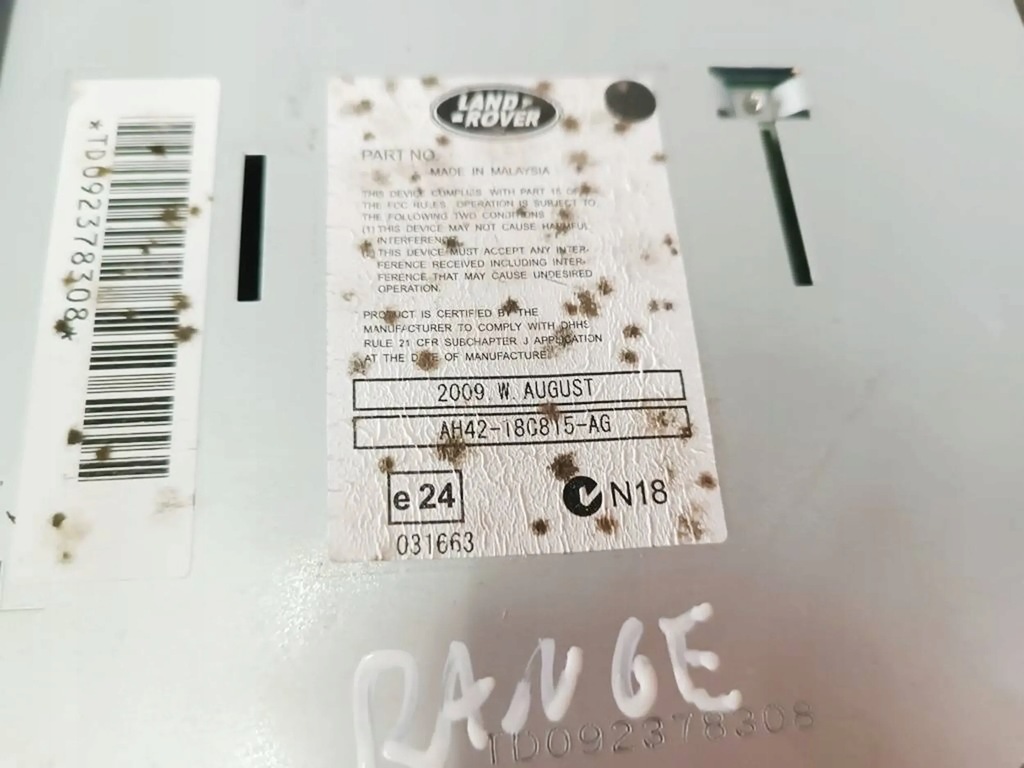 *TD092378308*
LAND
ROVER
PART NO.
MADE IN MALAYSIA
THIS DEVICE COMPLIES WITH PART 15 OF
THE FCC RULES. OPERATION IS SUBJECT TO
THE FOLLOWING TWO CONDITIONS
(1) THIS DEVICE MAY NOT CAUSE HARMFUL
INTERFERENCE
THIS DEVICE MUST ACCEPT ANY INTER-
FERENCE RECEIVED INCLUDING INTER-
FERENCE THAT MAY CAUSE UNDESIRED
OPERATION.
PRODUCT IS CERTIFIED BY THE
MANUFACTURER TO COMPLY WITH DHHS
RULE 21 CFR SUBCHAPTER J APPLICATION
AT THE DATE OF MANUFACTURE.
2009 W AUGUST
AH42-18C815-AG
e24
N18
031663
RANGE
TD092378308